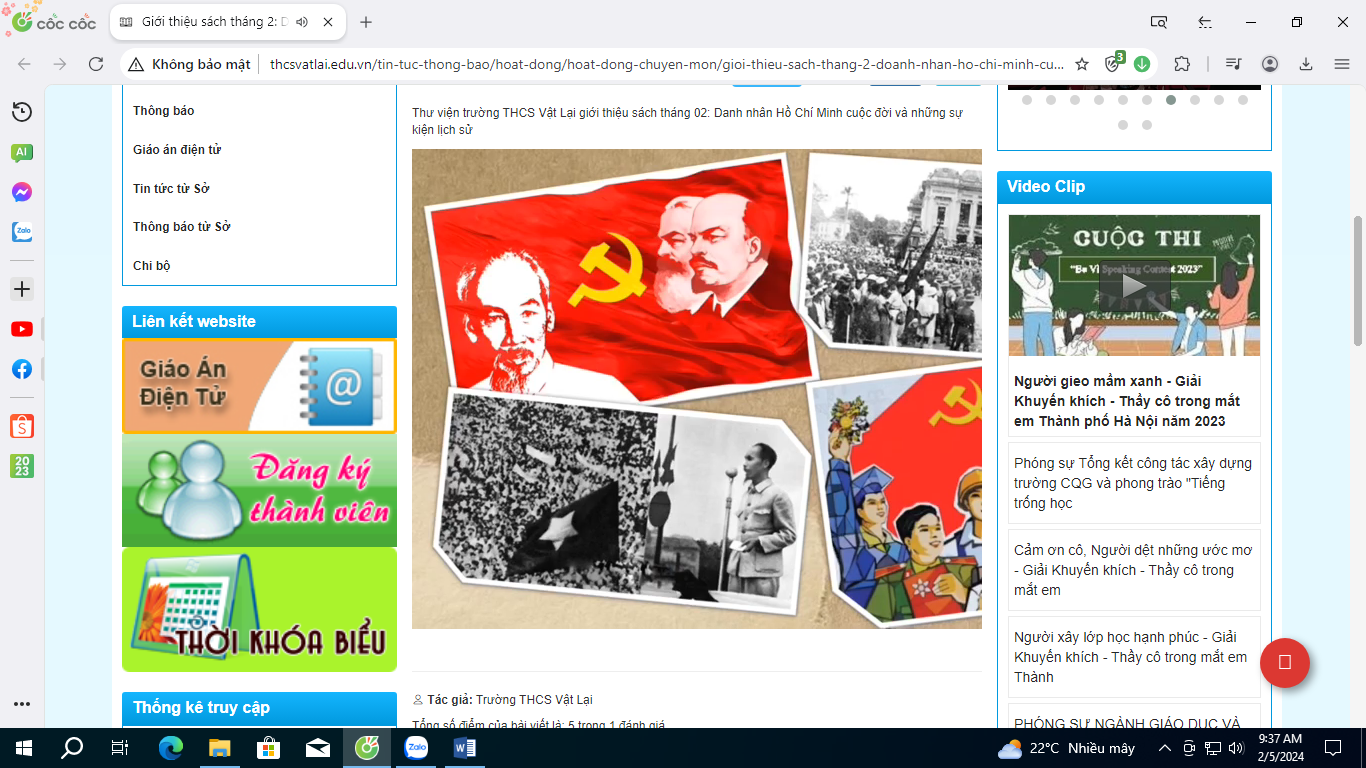 cốc cốc
Giới thiệu sách tháng 2: D
Không bảo mật
thcsvatlai.edu.vn/tin-tuc-thong-bao/hoat-dong/hoat-dong-chuyen-mon/gioi-thieu-sach-thang-2-doanh-nhan-ho-chi-minh-cu...
3
AI
Zalo
20
23
Thông báo
Giáo án điện tử
Tin tức từ Sở
Thông báo từ Sở
Chi bộ
Liên kết website
Giáo Án
Điện Tử
@
Đăng ký
thành viên
THỜI KHÓA BIỂU
Thống kê truy cập
Thư viện trường THCS Vật Lại giới thiệu sách tháng 02: Danh nhân Hồ Chí Minh cuộc đời và những sự
kiện lịch sử
Tác giả: Trường THCS Vật Lại
Tổng số điểm của bài viết là: 5 trong 1 đánh giá
Video Clip
CUỘC THI
Speaking Contest 2023"
Người gieo mầm xanh - Giải
Khuyến khích - Thầy cô trong mắt
em Thành phố Hà Nội năm 2023
Phóng sự Tổng kết công tác xây dựng
trường CQG và phong trào "Tiếng
trống học
Cảm ơn cô, Người dệt những ước mơ
- Giải Khuyến khích - Thầy cô trong
mắt em
Người xây lớp học hạnh phúc - Giải
Khuyến khích - Thầy cô trong mắt em
Thành
PHÓNG SỰ NGÀNH GIÁO DỤC VÀ
Zalo
22°C Nhiều mây
9:37 AM
2/5/2024